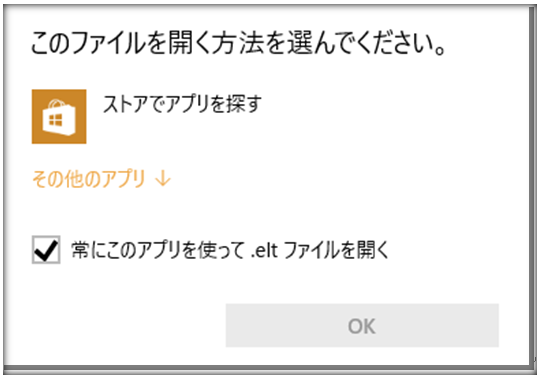 このファイルを開く方法を選んでください。
ストアでアプリを探す
その他のアプリ ↓
常にこのアプリを使って .elt ファイルを開く
OK